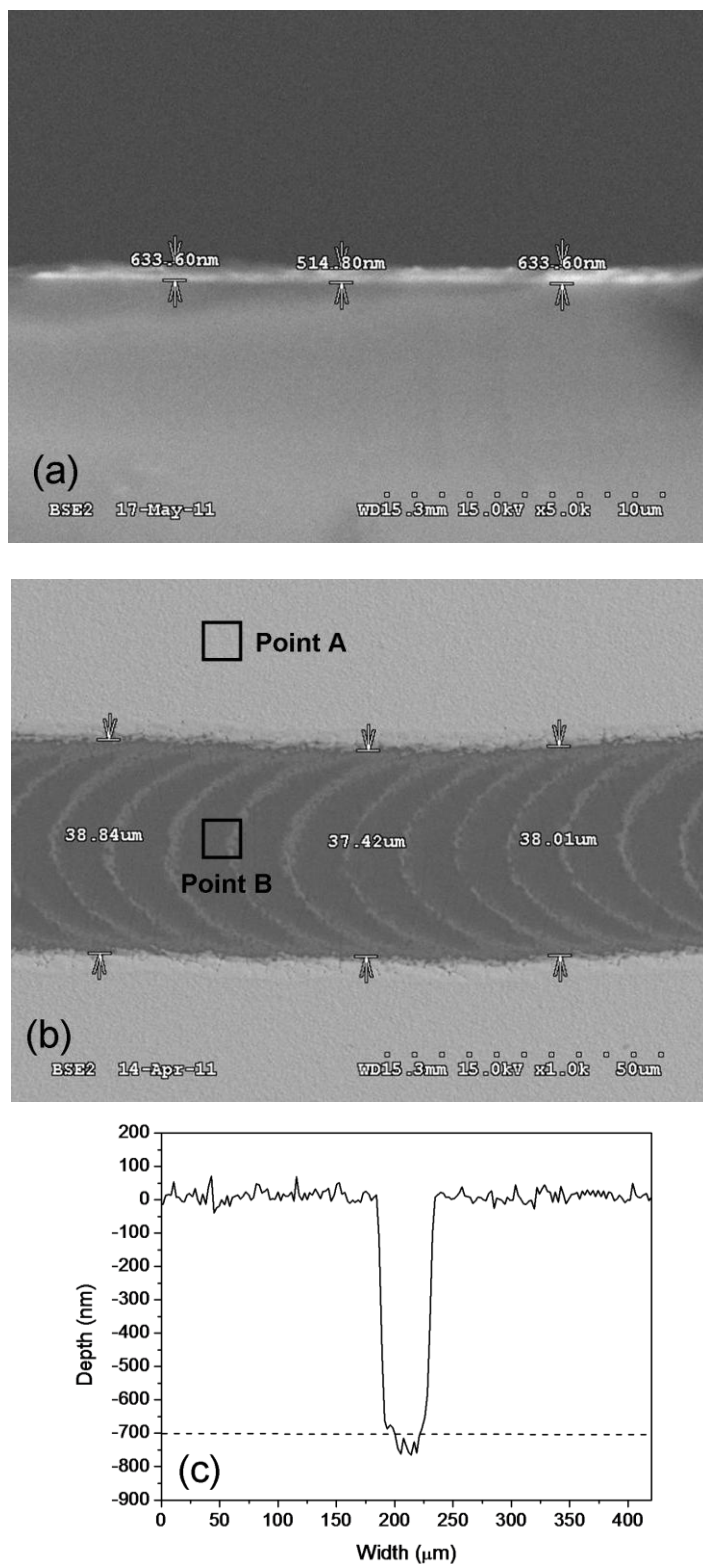 633.60nm 514.80nm 633.60nm
(a)
BSE2 17-May-11 WD15.3mm 15.0kV x5.0k 10um
Point A
38.84um 37.42um 38.01um
Point B
(b)
BSE2 14-Apr-11 WD15.3mm 15.0kV x1.0k 50um
200
100
0
-100
-200
-300
-400
-500
-600
-700
-800
-900
Depth (nm)
(c)
0 50 100 150 200 250 300 350 400
Width (μm)